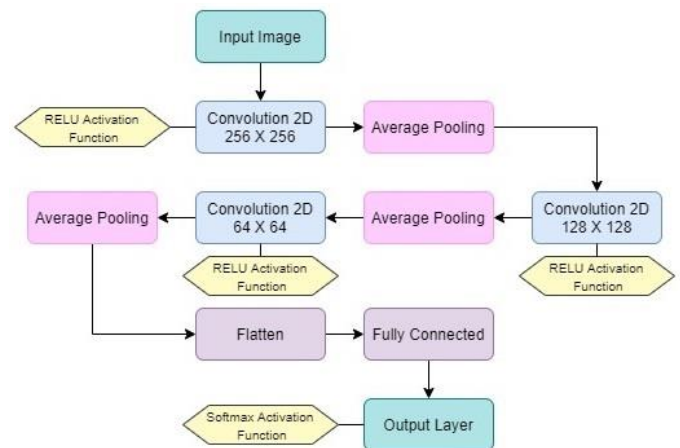 Input Image
RELU Activation
Function
Convolution 2D
256 X 256
Average Pooling
Average Pooling
Convolution 2D
64 X 64
Average Pooling
Convolution 2D
128 X 128
RELU Activation
Function
RELU Activation
Function
Flatten
Fully Connected
Softmax Activation
Function
Output Layer